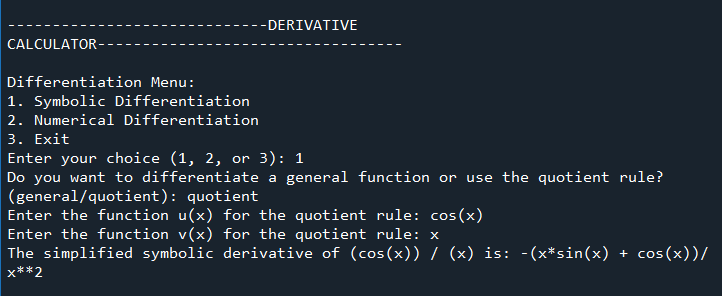 -----------------------------DERIVATIVE
CALCULATOR----------------------------------
Differentiation Menu:
1. Symbolic Differentiation
2. Numerical Differentiation
3. Exit
Enter your choice (1, 2, or 3): 1
Do you want to differentiate a general function or use the quotient rule?
(general/quotient): quotient
Enter the function u(x) for the quotient rule: cos(x)
Enter the function v(x) for the quotient rule: x
The simplified symbolic derivative of (cos(x)) / (x) is: -(x*sin(x) + cos(x))/
x**2